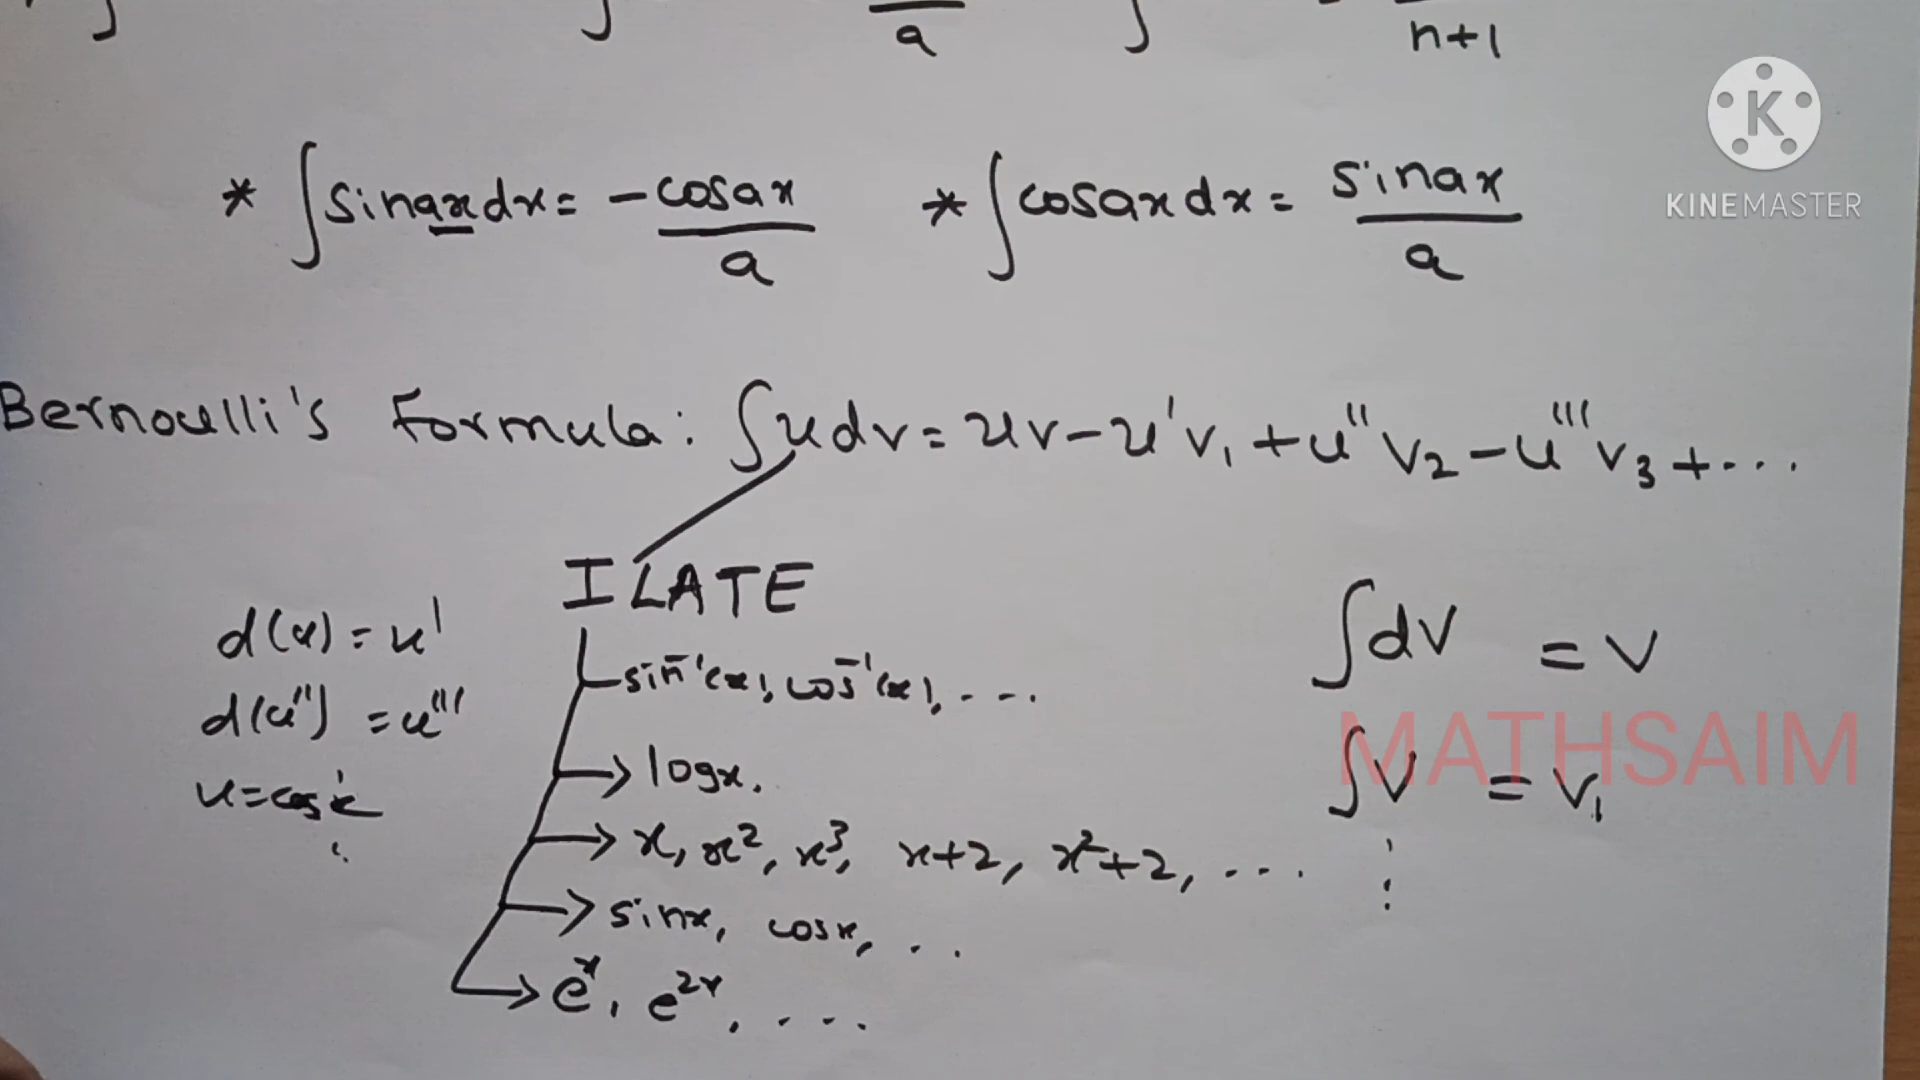 a n+1
* ∫sinax dx = -cosax/a * ∫cosax dx = sinax/a
KINEMASTER
Bernoulli's Formula: ∫u dv = uv - u'v₁ + u''v₂ - u'''v₃ + ...
ILATE
d(u) = u'
sin⁻¹(x), cos⁻¹(x), ....
∫dv = v
d(u'') = u'''
→ logx.
MATHSAIM
∫v = v₁
→ x, x², x³, x+2, x²+2, ...
→ sinx, cosx, ...
→ eˣ, e²ˣ, ....